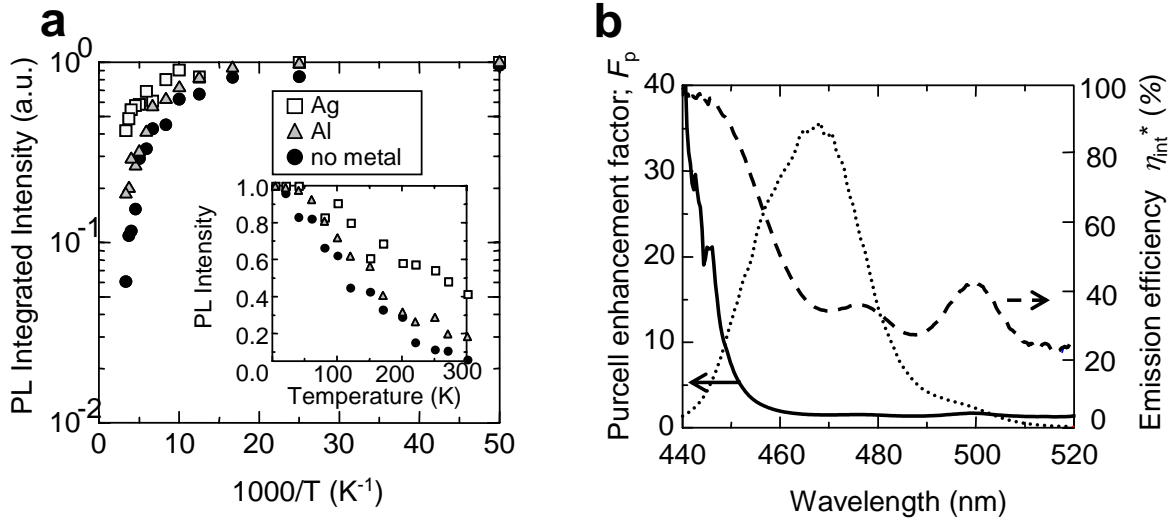 a
PL Integrated Intensity (a.u.)
10⁰
10⁻¹
10⁻²
Ag
Al
no metal
PL Intensity
1.0
0.8
0.6
0.4
0.2
0.0
100
200
300
Temperature (K)
0
10
20
30
40
50
1000/T (K⁻¹)
b
Purcell enhancement factor; Fₚ
40
30
20
10
0
100
80
60
40
20
0
Emission efficiency ηᵢₙₜ* (%)
440
460
480
500
520
Wavelength (nm)